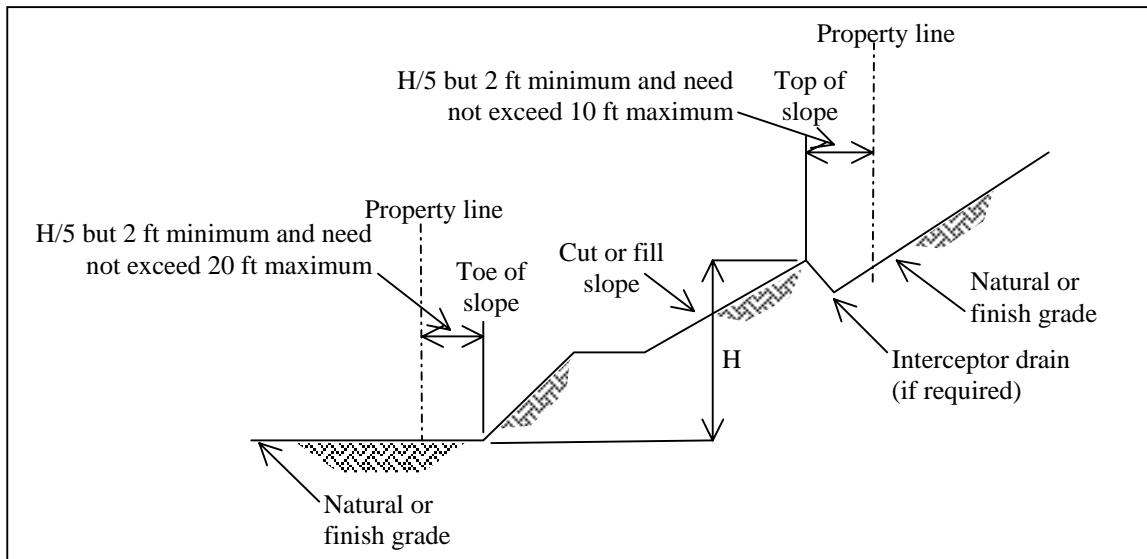 Property line
H/5 but 2 ft minimum and need
not exceed 10 ft maximum
Top of
slope
Property line
H/5 but 2 ft minimum and need
not exceed 20 ft maximum
Toe of
slope
Cut or fill
slope
Natural or
finish grade
H
Interceptor drain
(if required)
Natural or
finish grade